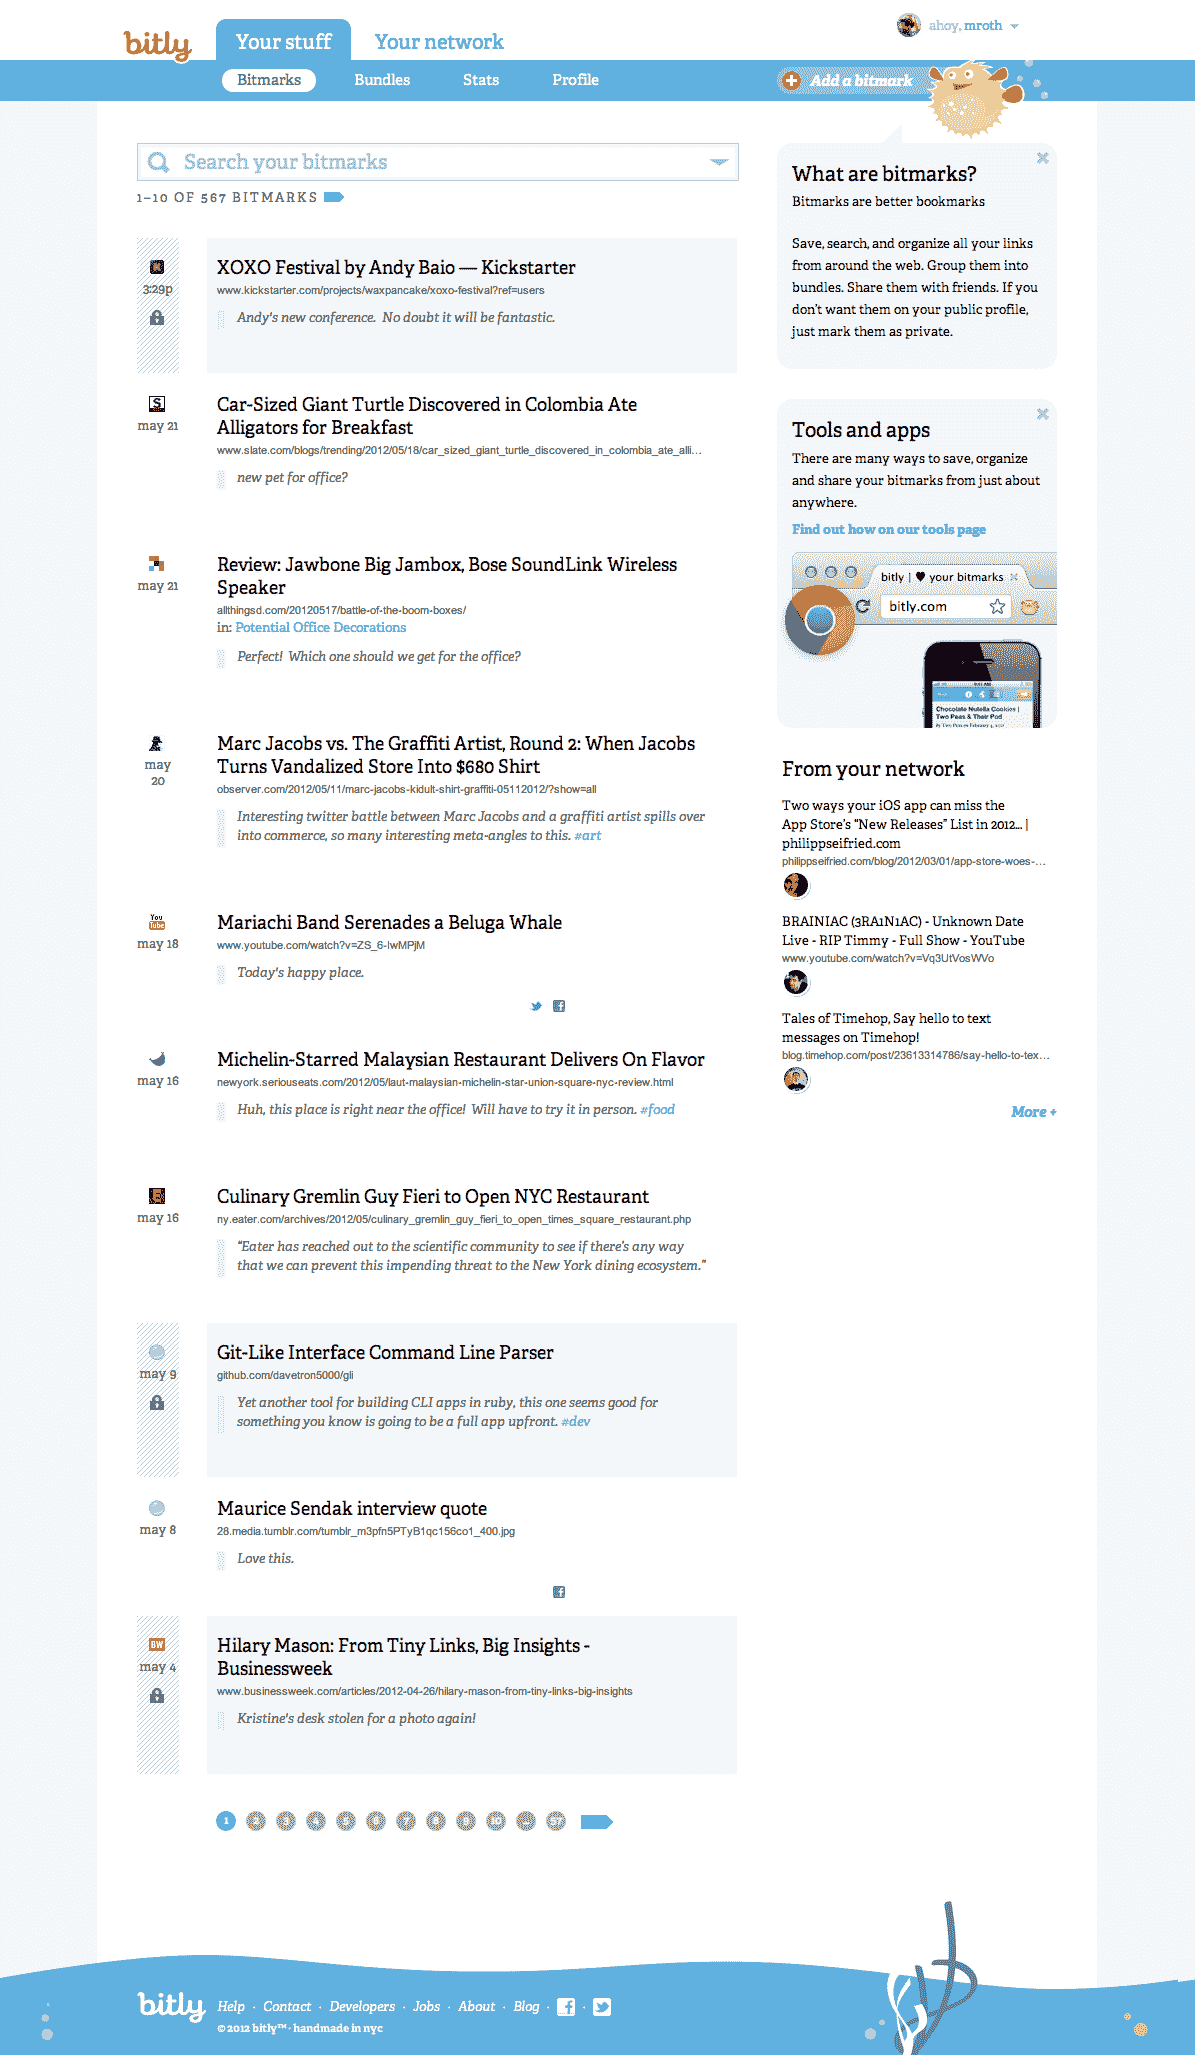 bitly
Your stuff
Your network
ahoy, mroth
Bitmarks
Bundles
Stats
Profile
Add a bitmark
Search your bitmarks
1–10 OF 567 BITMARKS
3:29p
XOXO Festival by Andy Baio — Kickstarter
www.kickstarter.com/projects/waxpancake/xoxo-festival?ref=users
Andy's new conference. No doubt it will be fantastic.
S
may 21
Car-Sized Giant Turtle Discovered in Colombia Ate
Alligators for Breakfast
www.slate.com/blogs/trending/2012/05/18/car_sized_giant_turtle_discovered_in_colombia_ate_alli...
new pet for office?
may 21
Review: Jawbone Big Jambox, Bose SoundLink Wireless
Speaker
allthingsd.com/20120517/battle-of-the-boom-boxes/
in: Potential Office Decorations
Perfect! Which one should we get for the office?
may
20
Marc Jacobs vs. The Graffiti Artist, Round 2: When Jacobs
Turns Vandalized Store Into $680 Shirt
observer.com/2012/05/11/marc-jacobs-kidult-shirt-graffiti-05112012/?show=all
Interesting twitter battle between Marc Jacobs and a graffiti artist spills over
into commerce, so many interesting meta-angles to this. #art
You
Tube
may 18
Mariachi Band Serenades a Beluga Whale
www.youtube.com/watch?v=ZS_6-IwMPjM
Today's happy place.
may 16
Michelin-Starred Malaysian Restaurant Delivers On Flavor
newyork.seriouseats.com/2012/05/laut-malaysian-michelin-star-union-square-nyc-review.html
Huh, this place is right near the office! Will have to try it in person. #food
E
may 16
Culinary Gremlin Guy Fieri to Open NYC Restaurant
ny.eater.com/archives/2012/05/culinary_gremlin_guy_fieri_to_open_times_square_restaurant.php
"Eater has reached out to the scientific community to see if there's any way
that we can prevent this impending threat to the New York dining ecosystem."
may 9
Git-Like Interface Command Line Parser
github.com/davetron5000/gli
Yet another tool for building CLI apps in ruby, this one seems good for
something you know is going to be a full app upfront. #dev
may 8
Maurice Sendak interview quote
28.media.tumblr.com/tumblr_m3pfn5PTyB1qc156co1_400.jpg
Love this.
BW
may 4
Hilary Mason: From Tiny Links, Big Insights -
Businessweek
www.businessweek.com/articles/2012-04-26/hilary-mason-from-tiny-links-big-insights
Kristine's desk stolen for a photo again!
1 2 3 4 5 6 7 8 9 10 ... 57
What are bitmarks?
Bitmarks are better bookmarks
Save, search, and organize all your links
from around the web. Group them into
bundles. Share them with friends. If you
don't want them on your public profile,
just mark them as private.
Tools and apps
There are many ways to save, organize
and share your bitmarks from just about
anywhere.
Find out how on our tools page
bitly | ♥ your bitmarks
bitly.com
Chocolate Nutella Cookies |
Two Peas & Their Pod
From your network
Two ways your iOS app can miss the
App Store's "New Releases" List in 2012... |
philippseifried.com
philippseifried.com/blog/2012/03/01/app-store-woes-...
BRAINIAC (3RA1N1AC) - Unknown Date
Live - RIP Timmy - Full Show - YouTube
www.youtube.com/watch?v=Vq3UtVosWVo
Tales of Timehop, Say hello to text
messages on Timehop!
blog.timehop.com/post/23613314786/say-hello-to-tex...
More +
bitly
Help · Contact · Developers · Jobs · About · Blog · f ·
© 2012 bitly™ · handmade in nyc